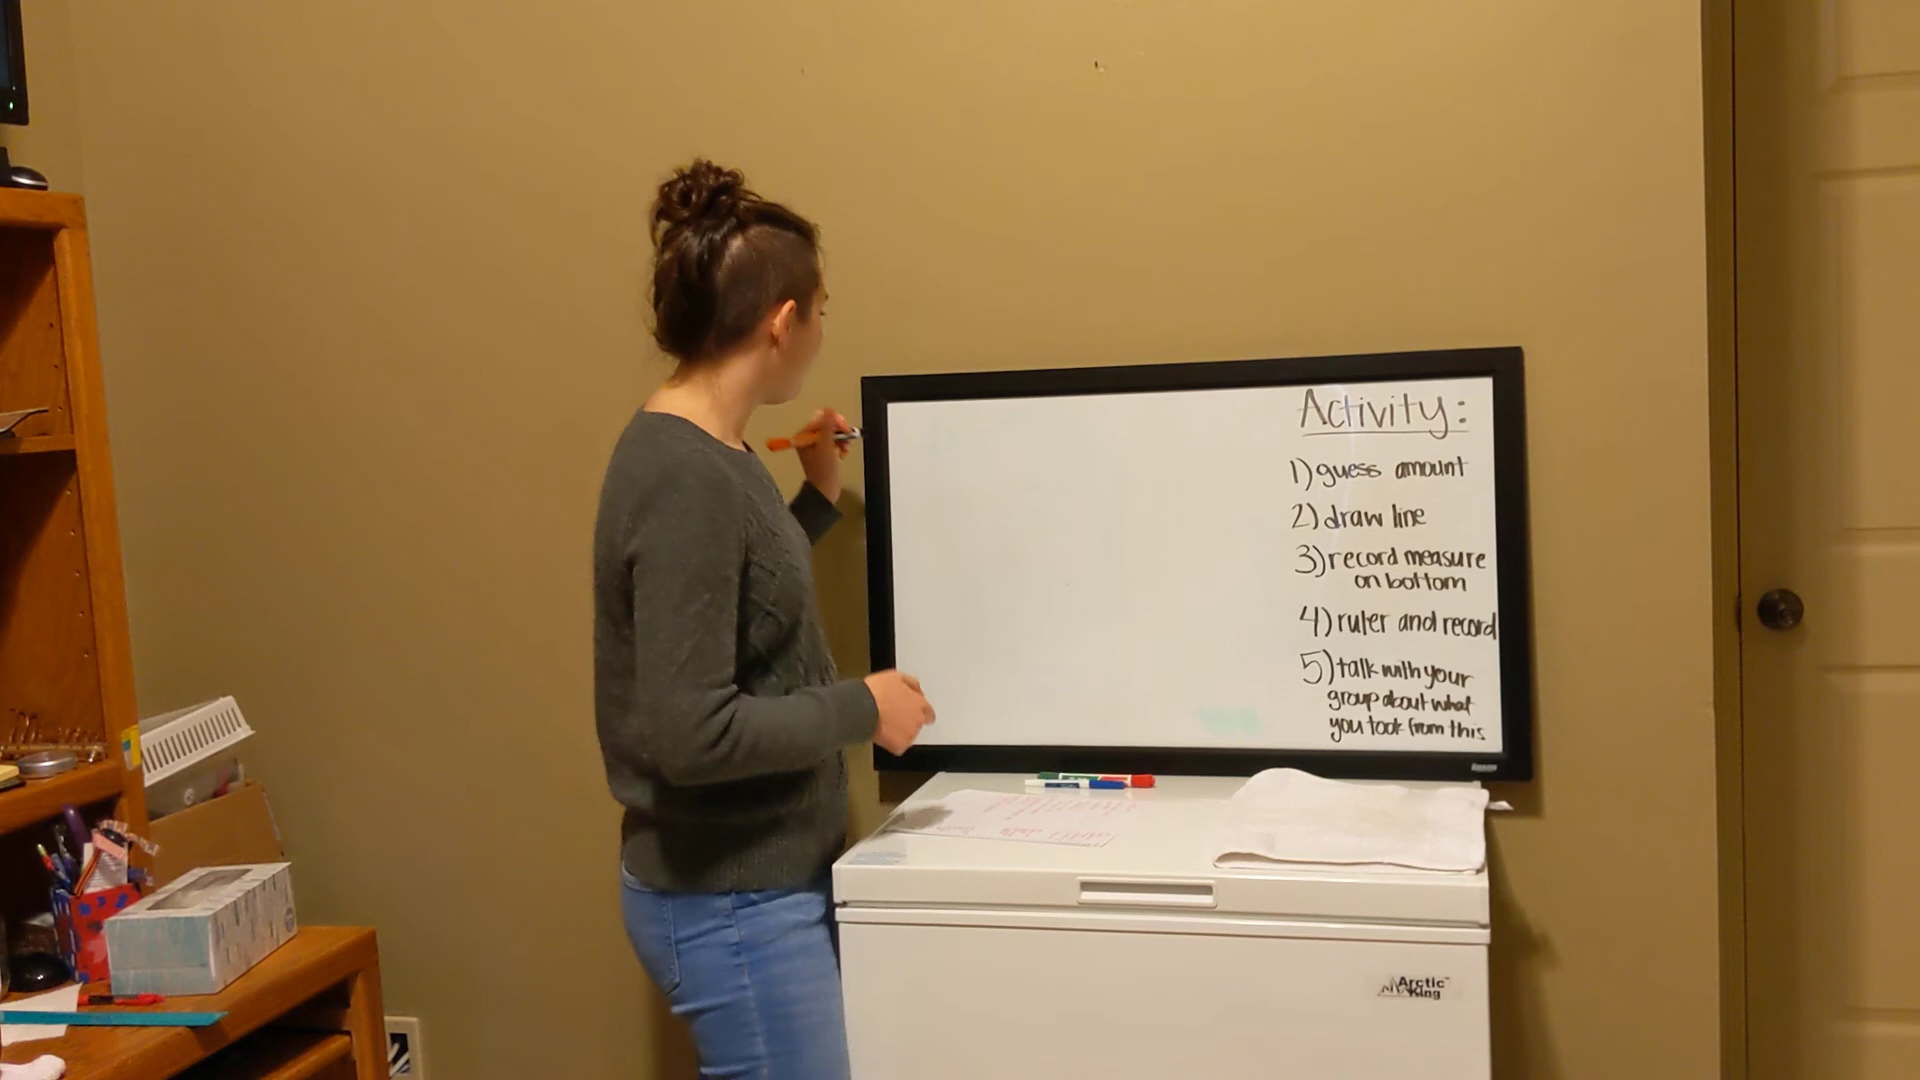 Activity:
1) guess amount
2) draw line
3) record measure
on bottom
4) ruler and record
5) talk with your
group about what
you took from this
Arctic
King